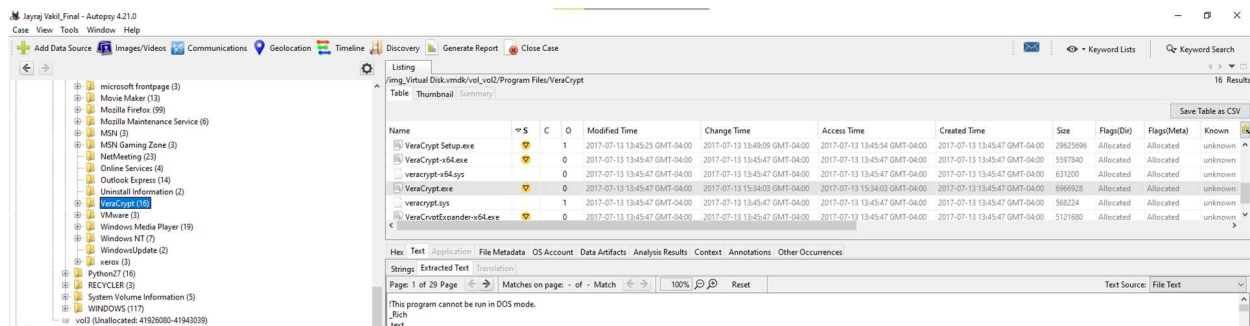 Jayraj Vakil_Final - Autopsy 4.21.0
Case View Tools Window Help
Add Data Source Images/Videos Communications Geolocation Timeline Discovery Generate Report Close Case Keyword Lists Keyword Search
Listing
/img_Virtual Disk.vmdk/vol_vol2/Program Files/VeraCrypt 16 Results
Table Thumbnail Summary
Save Table as CSV
Name S C O Modified Time Change Time Access Time Created Time Size Flags(Dir) Flags(Meta) Known
VeraCrypt Setup.exe 1 2017-07-13 13:45:25 GMT-04:00 2017-07-13 13:49:09 GMT-04:00 2017-07-13 13:45:54 GMT-04:00 2017-07-13 13:45:47 GMT-04:00 29625696 Allocated Allocated unknown
VeraCrypt-x64.exe 0 2017-07-13 13:45:47 GMT-04:00 2017-07-13 13:45:47 GMT-04:00 2017-07-13 13:45:47 GMT-04:00 2017-07-13 13:45:47 GMT-04:00 5597840 Allocated Allocated unknown
veracrypt-x64.sys 0 2017-07-13 13:45:47 GMT-04:00 2017-07-13 13:45:47 GMT-04:00 2017-07-13 13:45:47 GMT-04:00 2017-07-13 13:45:47 GMT-04:00 631200 Allocated Allocated unknown
VeraCrypt.exe 0 2017-07-13 13:45:47 GMT-04:00 2017-07-13 15:34:03 GMT-04:00 2017-07-13 15:34:03 GMT-04:00 2017-07-13 13:45:47 GMT-04:00 6966928 Allocated Allocated unknown
veracrypt.sys 1 2017-07-13 13:45:47 GMT-04:00 2017-07-13 13:45:47 GMT-04:00 2017-07-13 13:45:47 GMT-04:00 2017-07-13 13:45:47 GMT-04:00 568224 Allocated Allocated unknown
VeraCryptExpander-x64.exe 0 2017-07-13 13:45:47 GMT-04:00 2017-07-13 13:45:47 GMT-04:00 2017-07-13 13:45:47 GMT-04:00 2017-07-13 13:45:47 GMT-04:00 5121680 Allocated Allocated unknown
microsoft frontpage (3)
Movie Maker (13)
Mozilla Firefox (99)
Mozilla Maintenance Service (6)
MSN (3)
MSN Gaming Zone (3)
NetMeeting (23)
Online Services (4)
Outlook Express (14)
Uninstall Information (2)
VeraCrypt (16)
VMware (3)
Windows Media Player (19)
Windows NT (7)
WindowsUpdate (2)
xerox (3)
Python27 (16)
RECYCLER (3)
System Volume Information (5)
WINDOWS (117)
vol3 (Unallocated: 41926080-41943039)
Hex Text Application File Metadata OS Account Data Artifacts Analysis Results Context Annotations Other Occurrences
Strings Extracted Text Translation
Page: 1 of 29 Page Matches on page: - of - Match 100% Reset Text Source: File Text
!This program cannot be run in DOS mode.
_Rich
.text